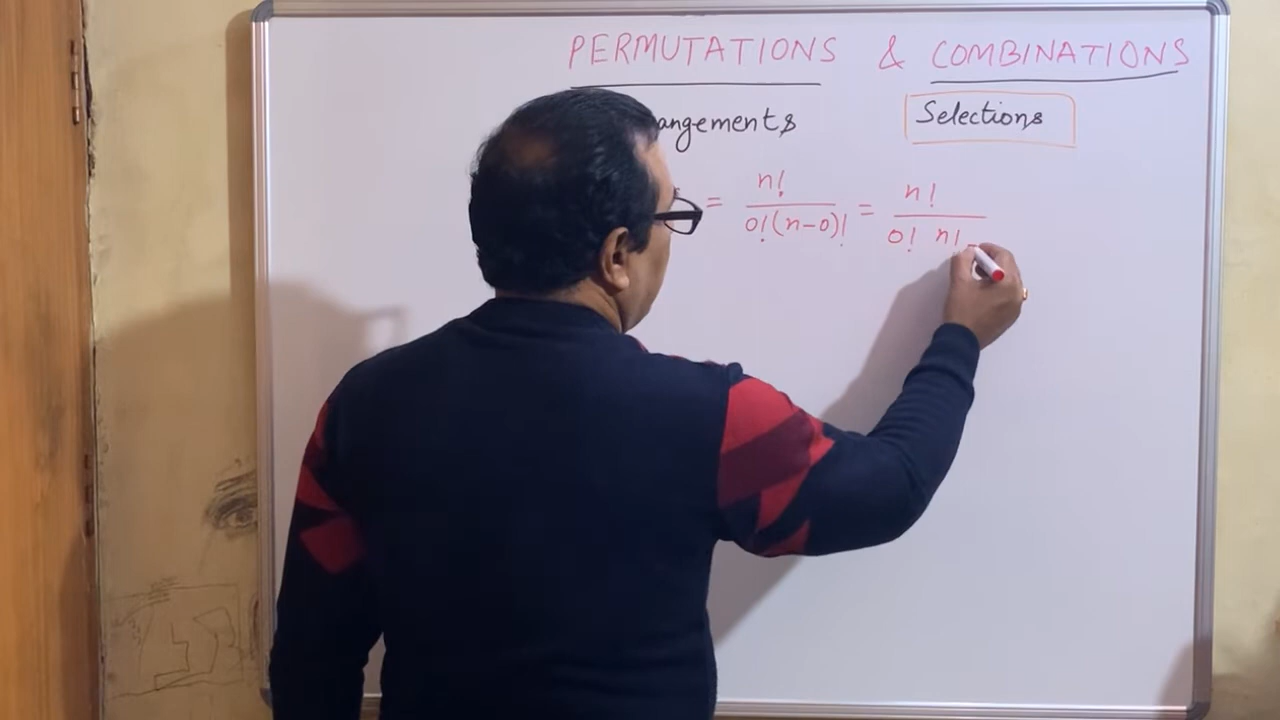 PERMUTATIONS & COMBINATIONS
angements Selections
= n! / 0!(n-0)! = n! / 0! n!